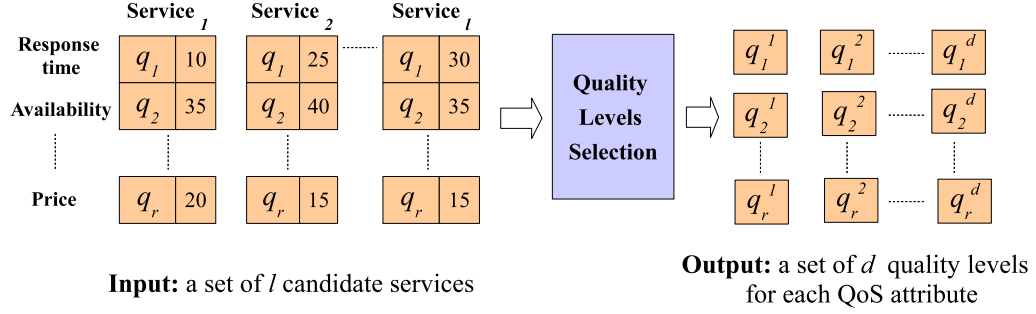 Service 1 Service 2 Service l
Response time q1 10 q1 25 q1 30
Availability q2 35 q2 40 q2 35
Price qr 20 qr 15 qr 15
Quality
Levels
Selection
q1^1 q1^2 q1^d
q2^1 q2^2 q2^d
qr^1 qr^2 qr^d
Input: a set of l candidate services
Output: a set of d quality levels
for each QoS attribute